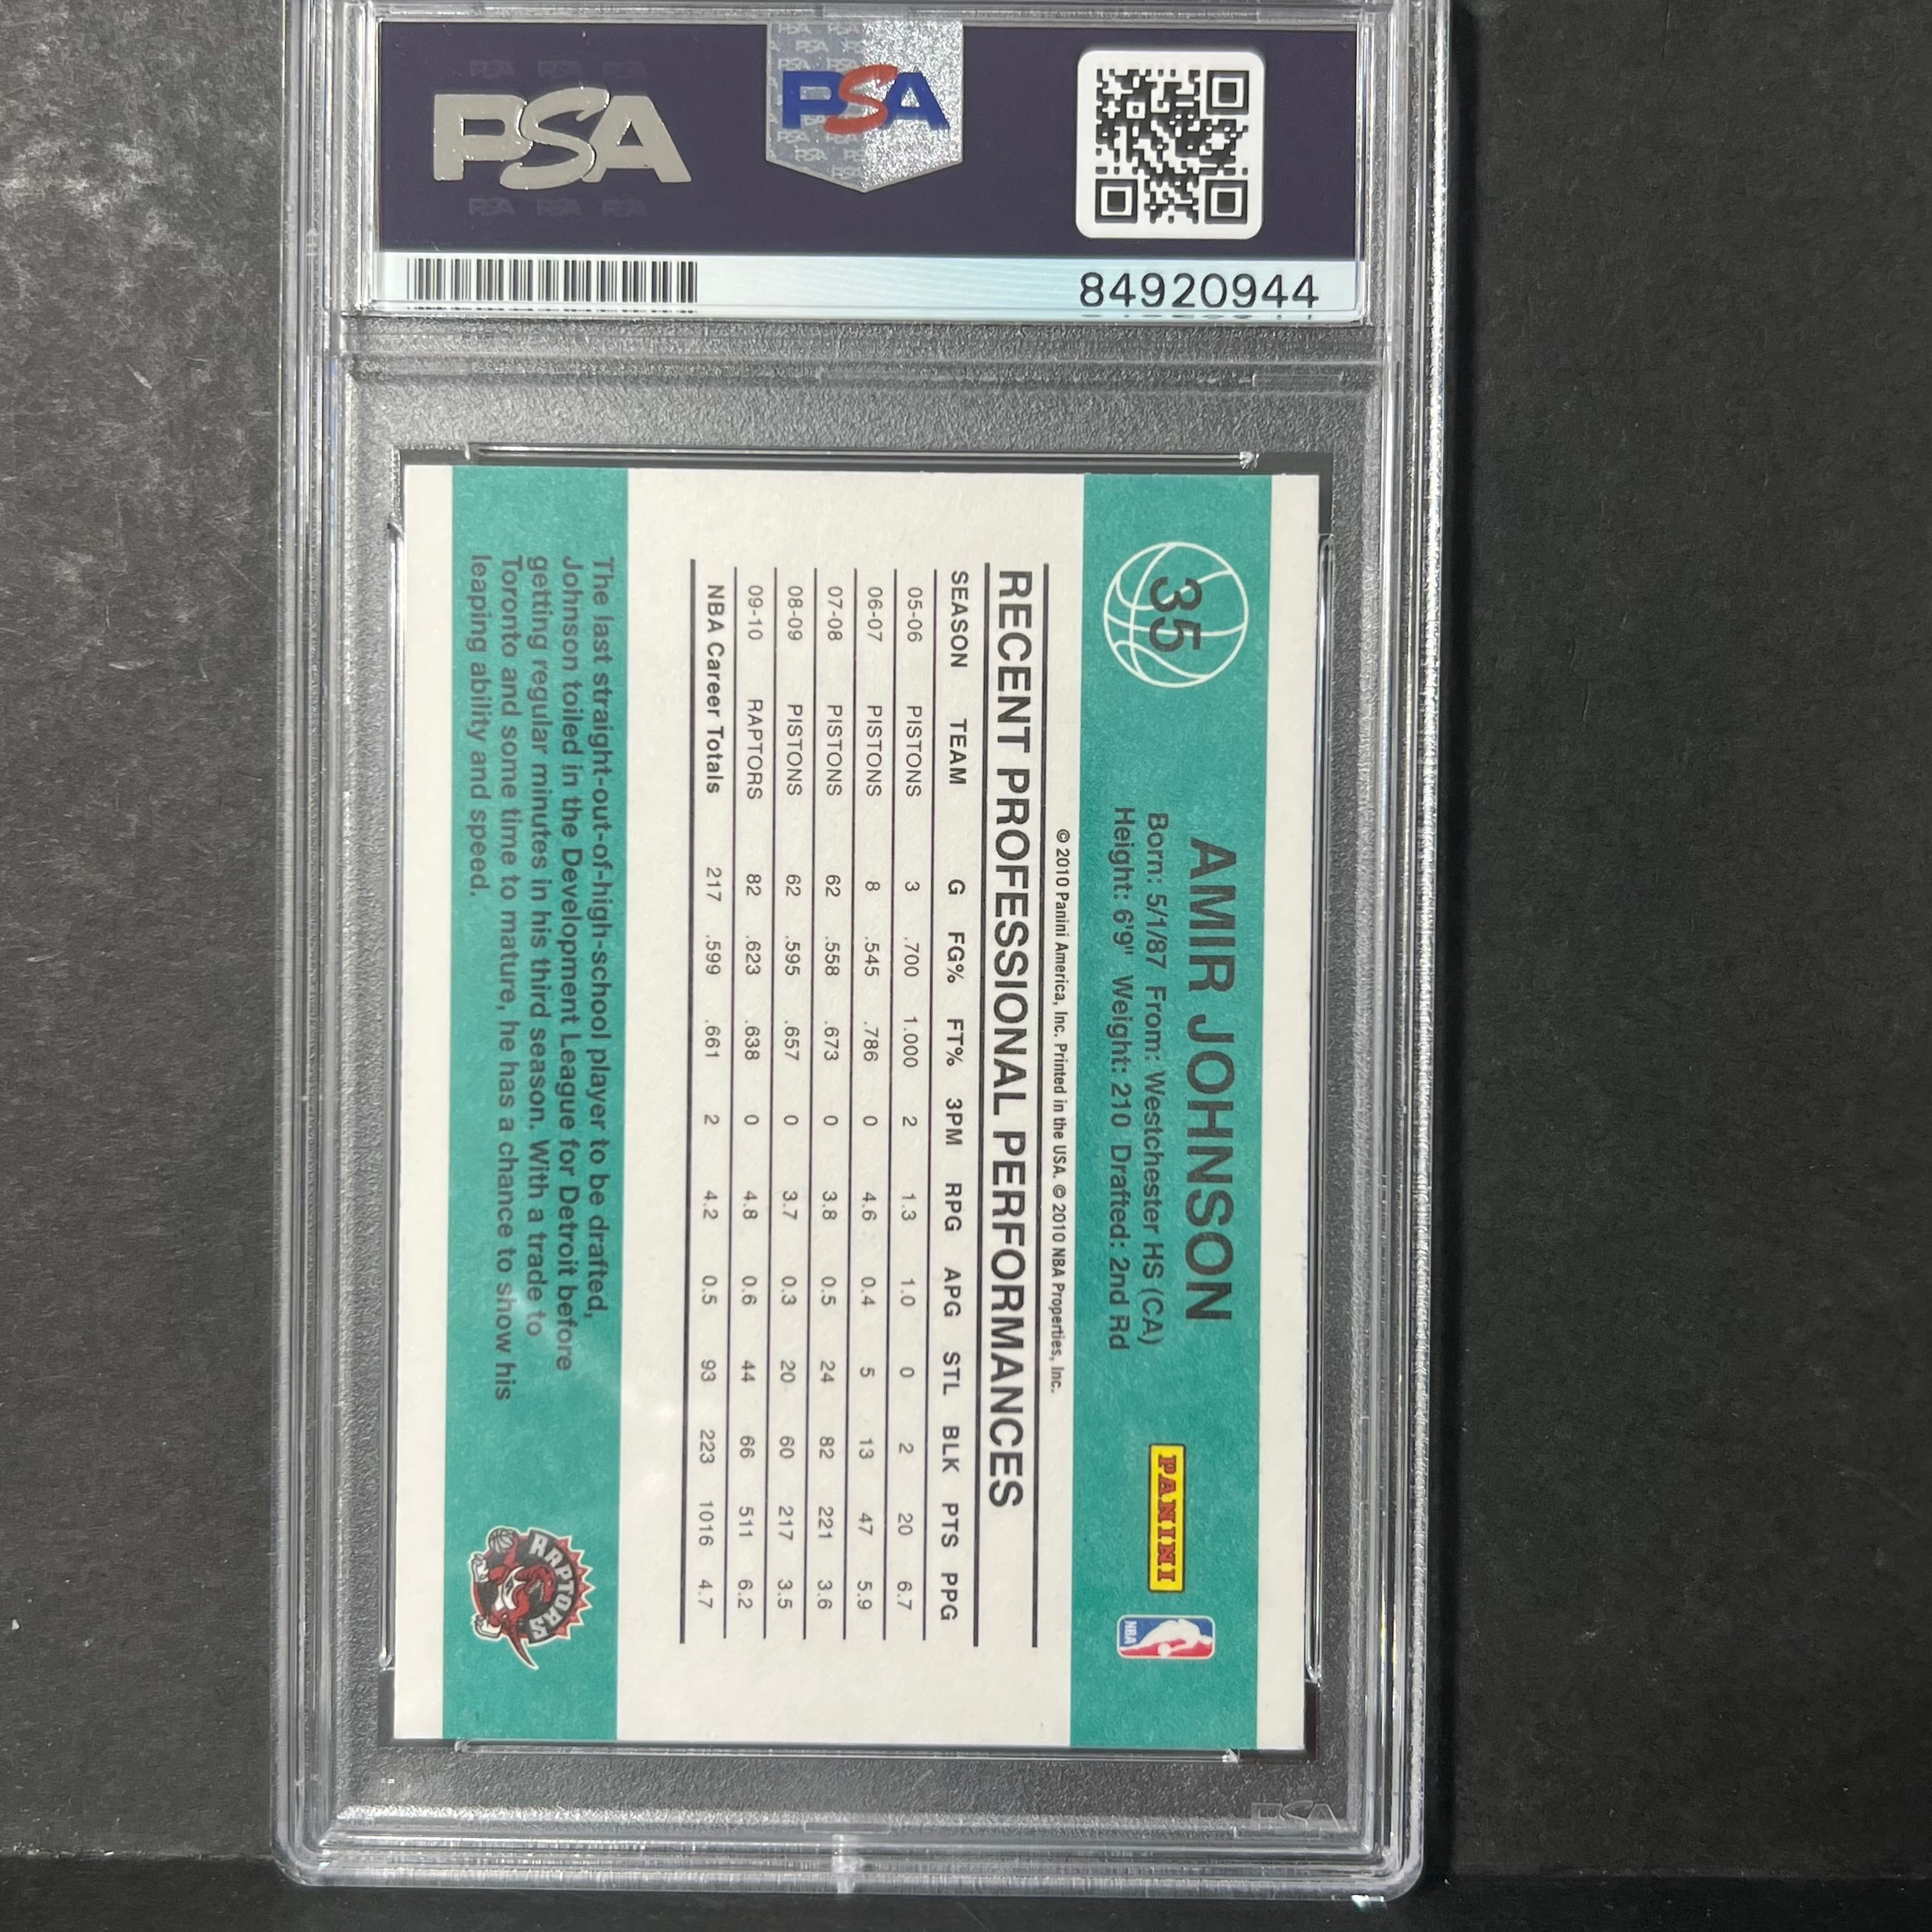 PSA PSA PSA
PSA
PSA PSA PSA
PSA
84920944
35
AMIR JOHNSON
Born: 5/1/87 From: Westchester HS (CA)
Height: 6'9" Weight: 210 Drafted: 2nd Rd
PANINI
NBA
© 2010 Panini America, Inc. Printed in the USA. © 2010 NBA Properties, Inc.
RECENT PROFESSIONAL PERFORMANCES
SEASON TEAM G FG% FT% 3PM RPG APG STL BLK PTS PPG
05-06 PISTONS 3 .700 1.000 2 1.3 1.0 0 2 20 6.7
06-07 PISTONS 8 .545 .786 0 4.6 0.4 5 13 47 5.9
07-08 PISTONS 62 .558 .673 0 3.8 0.5 24 82 221 3.6
08-09 PISTONS 62 .595 .657 0 3.7 0.3 20 60 217 3.5
09-10 RAPTORS 82 .623 .638 0 4.8 0.6 44 66 511 6.2
NBA Career Totals 217 .599 .661 2 4.2 0.5 93 223 1016 4.7
The last straight-out-of-high-school player to be drafted,
Johnson toiled in the Development League for Detroit before
getting regular minutes in his third season. With a trade to
Toronto and some time to mature, he has a chance to show his
leaping ability and speed.
RAPTORS
PSA